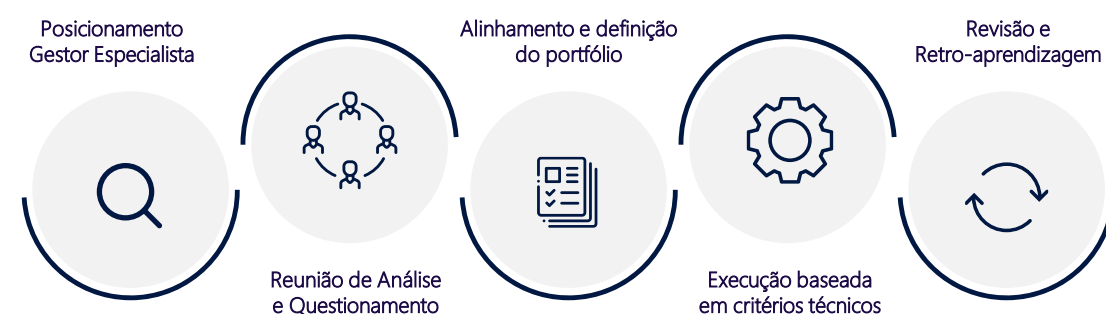 Posicionamento
Gestor Especialista
Reunião de Análise
e Questionamento
Alinhamento e definição
do portfólio
Execução baseada
em critérios técnicos
Revisão e
Retro-aprendizagem